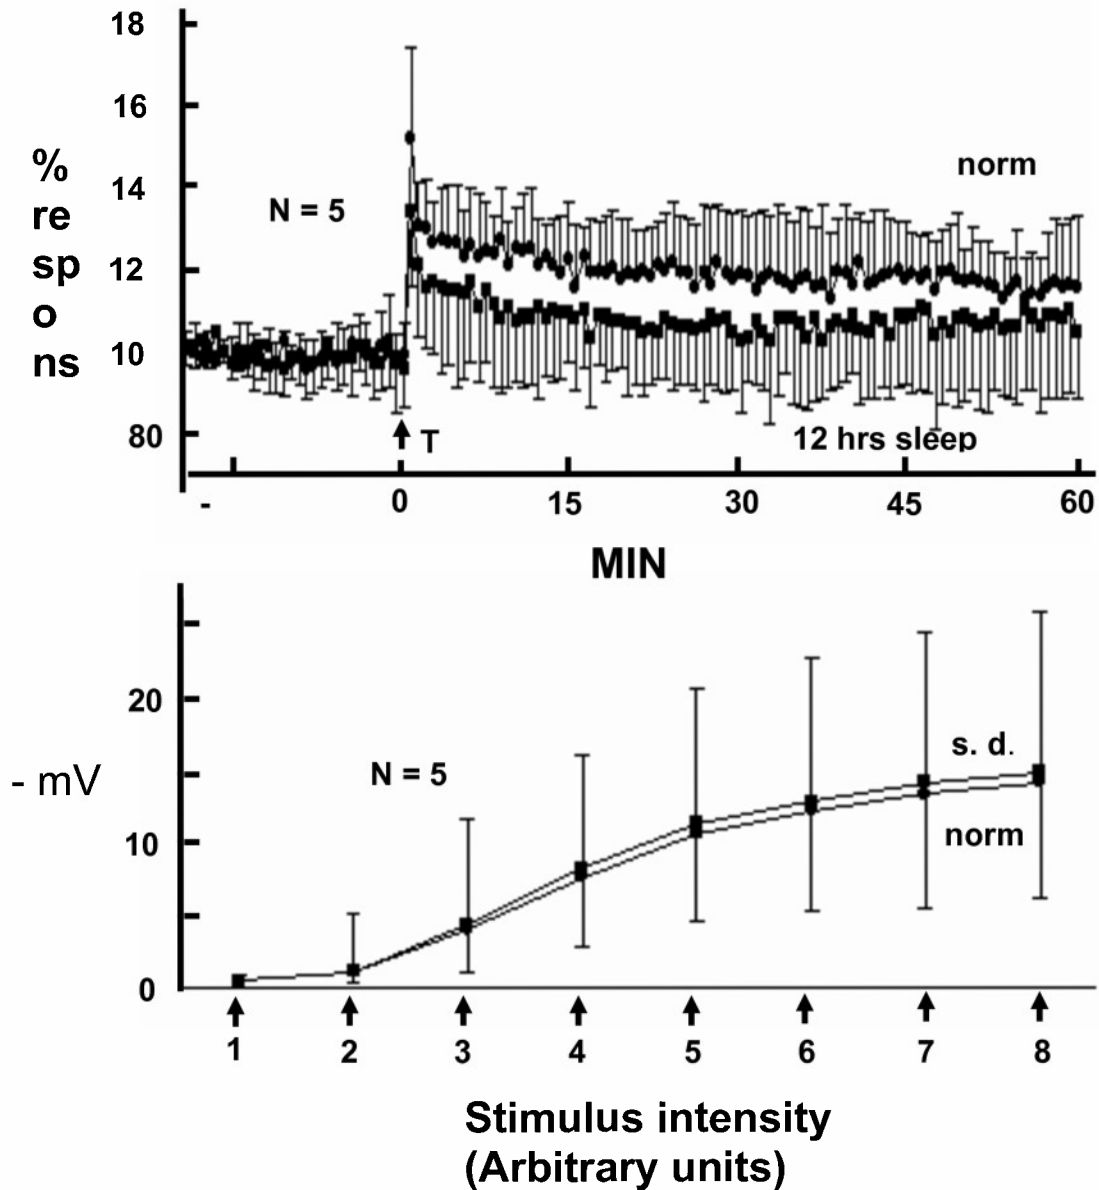 18
16
14
12
10
80
%
re
sp
o
ns
N = 5
norm
T
12 hrs sleep
-
0
15
30
45
60
MIN
20
10
0
- mV
N = 5
s. d.
norm
1
2
3
4
5
6
7
8
Stimulus intensity
(Arbitrary units)